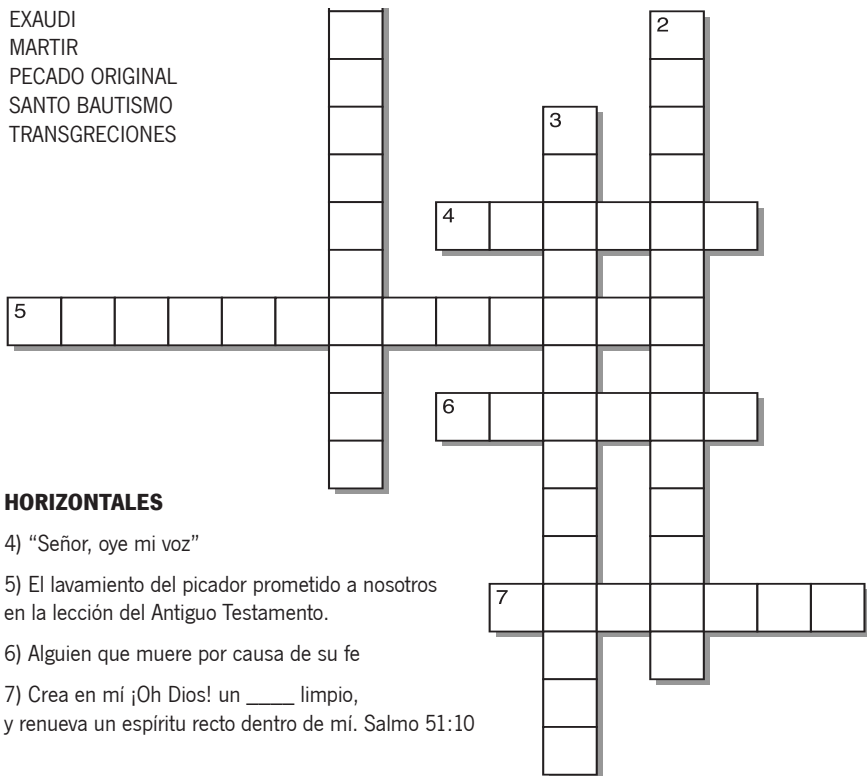 EXAUDI
MARTIR
PECADO ORIGINAL
SANTO BAUTISMO
TRANSGRECIONES
2
3
4
5
6
7
HORIZONTALES
4) “Señor, oye mi voz”
5) El lavamiento del picador prometido a nosotros
en la lección del Antiguo Testamento.
6) Alguien que muere por causa de su fe
7) Crea en mí ¡Oh Dios! un ____ limpio,
y renueva un espíritu recto dentro de mí. Salmo 51:10